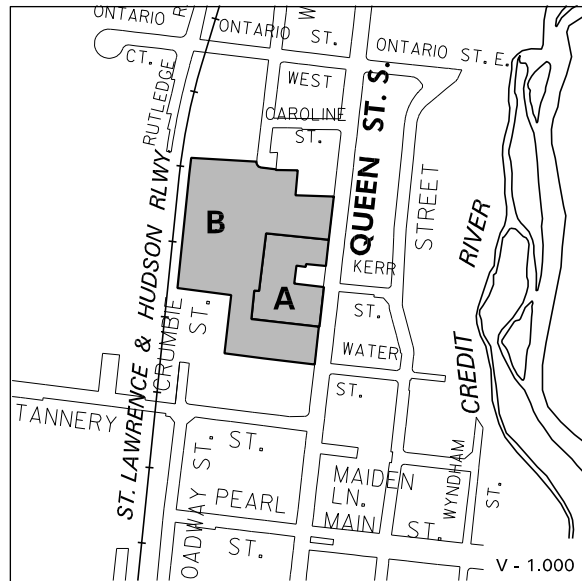 ONTARIO
CT.
R
ONTARIO
ST.
W
ONTARIO ST. E.
WEST
CAROLINE
ST.
RUTLEDGE
QUEEN ST. S.
STREET
RIVER
CREDIT
B
A
KERR
ST.
WATER
ST.
ST. LAWRENCE & HUDSON RLWY.
CRUMBIE
ST.
TANNERY
ST.
OADWAY ST.
PEARL
ST.
MAIDEN
LN.
MAIN
ST.
WYNDHAM
ST.
V - 1.000